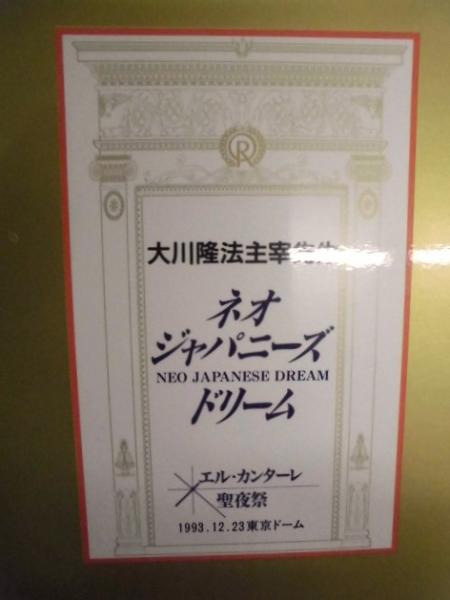 R
大川隆法主宰先生
ネオ
ジャパニーズ
NEO JAPANESE DREAM
ドリーム
エル・カンターレ
聖夜祭
1993.12.23東京ドーム